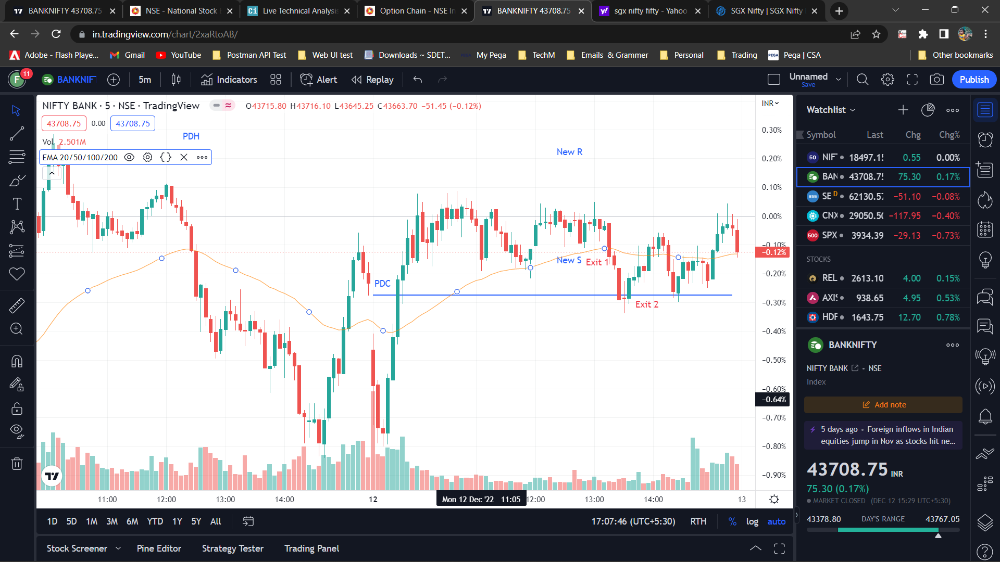 BANKNIFTY 43708.75
NSE - National Stock
Live Technical Analysis
Option Chain - NSE In
BANKNIFTY 43708.75
sgx nifty fifty - Yahoo
SGX Nifty | SGX Nifty
in.tradingview.com/chart/2xaRtoAB/
Adobe - Flash Playe...
Gmail
YouTube
Postman API Test
Web UI test
Downloads ~ SDET...
My Pega
TechM
Emails & Grammer
Personal
Trading
Pega | CSA
Other bookmarks
F
11
BANKNIF
5m
Indicators
Alert
Replay
Unnamed
Save
Publish
NIFTY BANK · 5 · NSE · TradingView
O43715.80 H43716.10 L43645.25 C43663.70 −51.45 (−0.12%)
INR
43708.75 0.00 43708.75
Vol 2.501M
EMA 20/50/100/200
PDH
New R
PDC
New S
Exit 1
Exit 2
0.30%
0.20%
0.10%
0.00%
−0.10%
−0.12%
−0.20%
−0.30%
−0.40%
−0.50%
−0.60%
−0.64%
−0.70%
−0.80%
−0.90%
11:00
12:00
13:00
14:00
12
Mon 12 Dec '22 11:05
12:00
13:00
14:00
13
1D 5D 1M 3M 6M YTD 1Y 5Y All
17:07:46 (UTC+5:30) RTH % log auto
Stock Screener
Pine Editor
Strategy Tester
Trading Panel
Watchlist
Symbol Last Chg Chg%
50 NIF 18497.15 0.55 0.00%
BAN 43708.75 75.30 0.17%
BSE SE D 62130.57 −51.10 −0.08%
CNX 29050.50 −117.95 −0.40%
500 SPX 3934.39 −29.13 −0.73%
STOCKS
REL 2613.10 4.00 0.15%
AXIS 938.65 4.95 0.53%
HDF 1643.75 12.70 0.78%
BANKNIFTY
NIFTY BANK · NSE
Index
Add note
5 days ago · Foreign inflows in Indian
equities jump in Nov as stocks hit ne...
43708.75 INR
75.30 (0.17%)
MARKET CLOSED (DEC 12 15:29 UTC+5:30)
43378.80 DAY'S RANGE 43767.05